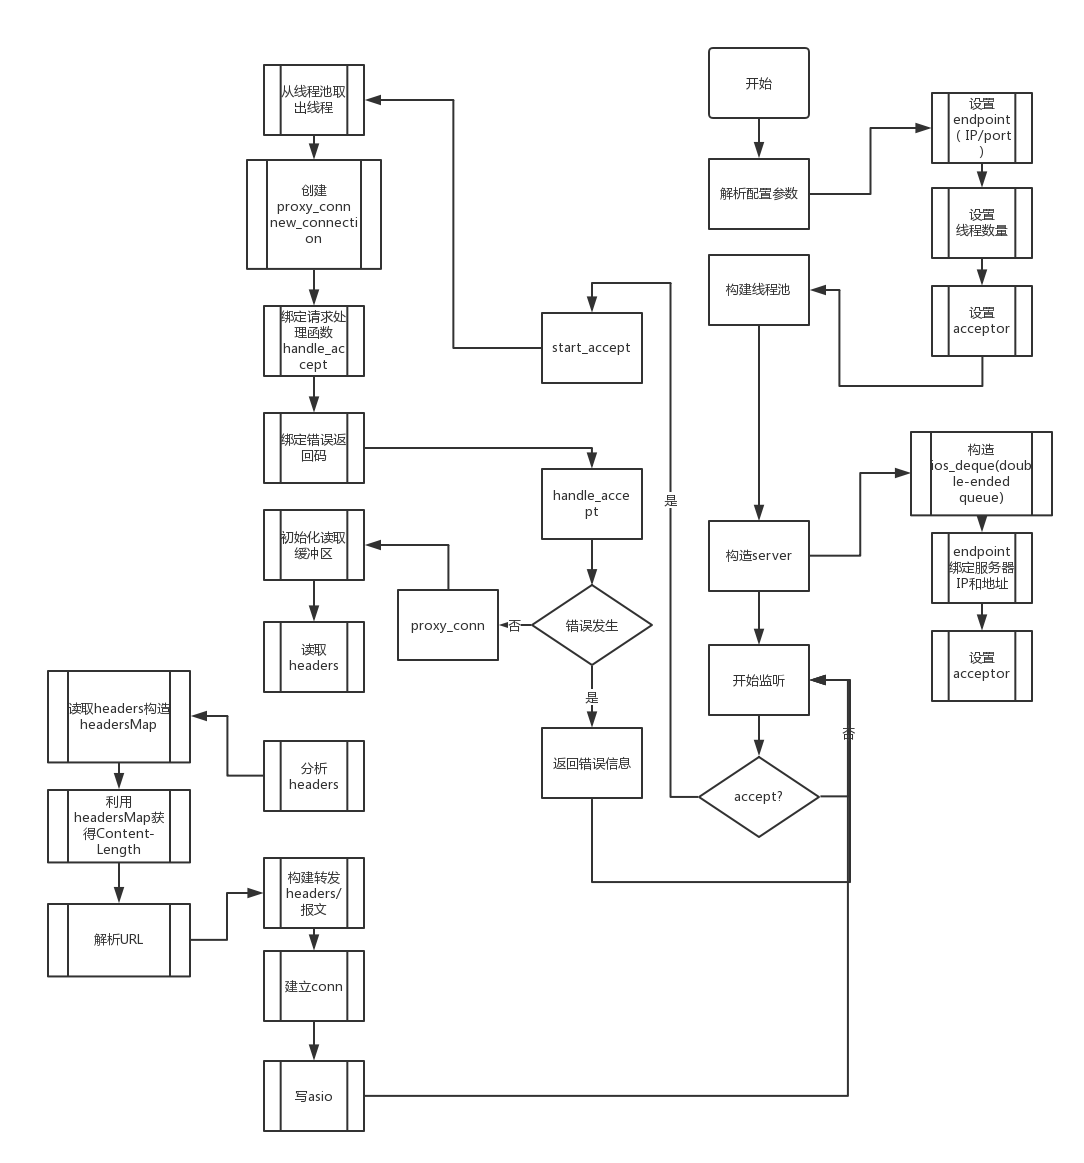 开始
解析配置参数
设置
endpoint
( IP/port
)
设置
线程数量
设置
acceptor
构建线程池
构造server
构造
ios_deque(doub
le-ended
queue)
endpoint
绑定服务器
IP和地址
设置
acceptor
开始监听
accept?
否
是
start_accept
从线程池取
出线程
创建
proxy_conn
new_connecti
on
绑定请求处
理函数
handle_ac
cept
绑定错误返
回码
handle_acce
pt
错误发生
否
是
返回错误信息
proxy_conn
初始化读取
缓冲区
读取
headers
分析
headers
读取headers构造
headersMap
利用
headersMap获
得Content-
Length
解析URL
构建转发
headers/
报文
建立conn
写asio